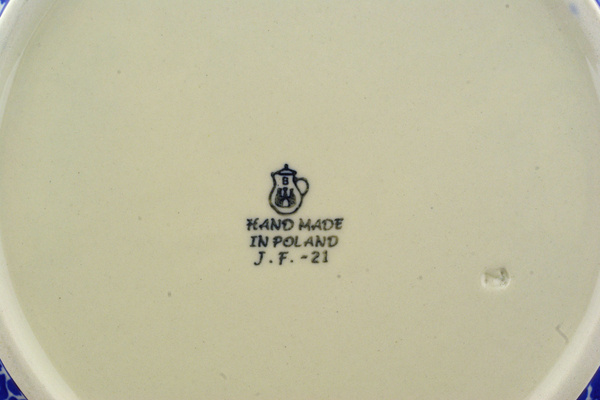 B
HAND MADE
IN POLAND
J.F.-21